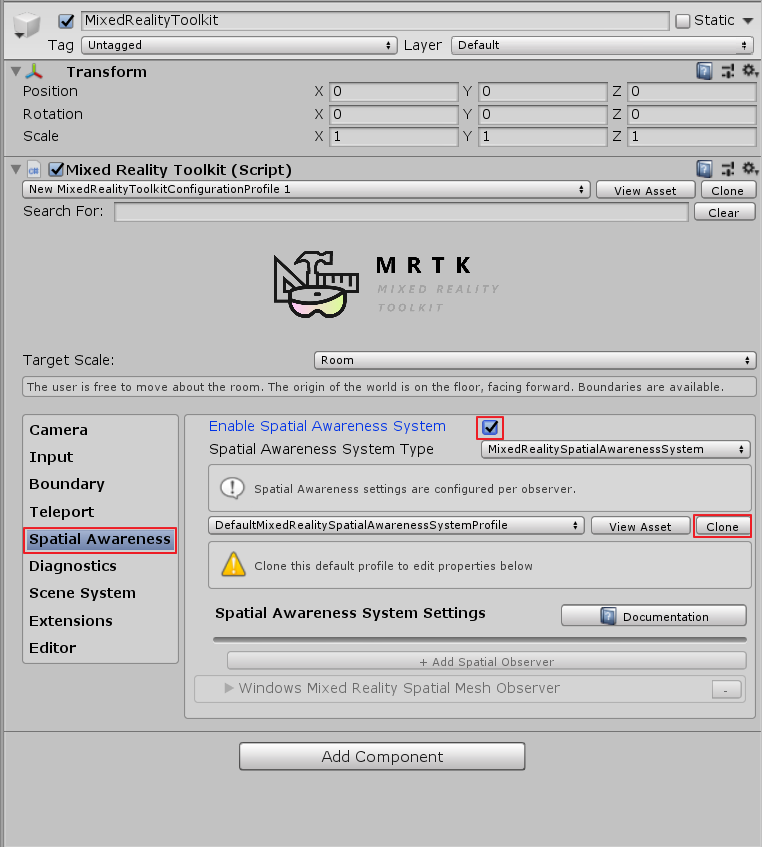 MixedRealityToolkit Static
Tag Untagged Layer Default
Transform
Position X 0 Y 0 Z 0
Rotation X 0 Y 0 Z 0
Scale X 1 Y 1 Z 1
c# Mixed Reality Toolkit (Script)
New MixedRealityToolkitConfigurationProfile 1 View Asset Clone
Search For: Clear
MRTK
MIXED REALITY
TOOLKIT
Target Scale: Room
The user is free to move about the room. The origin of the world is on the floor, facing forward. Boundaries are available.
Camera
Input
Boundary
Teleport
Spatial Awareness
Diagnostics
Scene System
Extensions
Editor
Enable Spatial Awareness System
Spatial Awareness System Type MixedRealitySpatialAwarenessSystem
Spatial Awareness settings are configured per observer.
DefaultMixedRealitySpatialAwarenessSystemProfile View Asset Clone
Clone this default profile to edit properties below
Spatial Awareness System Settings Documentation
+ Add Spatial Observer
Windows Mixed Reality Spatial Mesh Observer -
Add Component